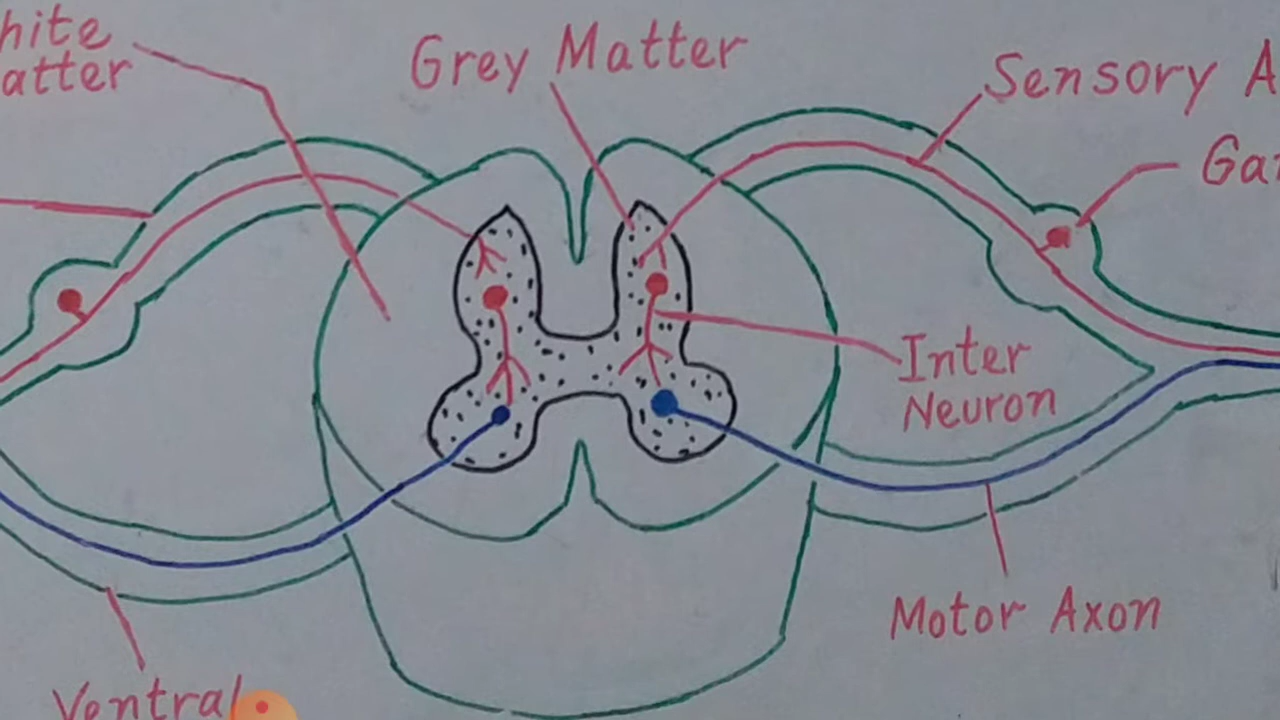 hite
atter
Grey Matter
Sensory A
Ga
Inter
Neuron
Motor Axon
Ventral